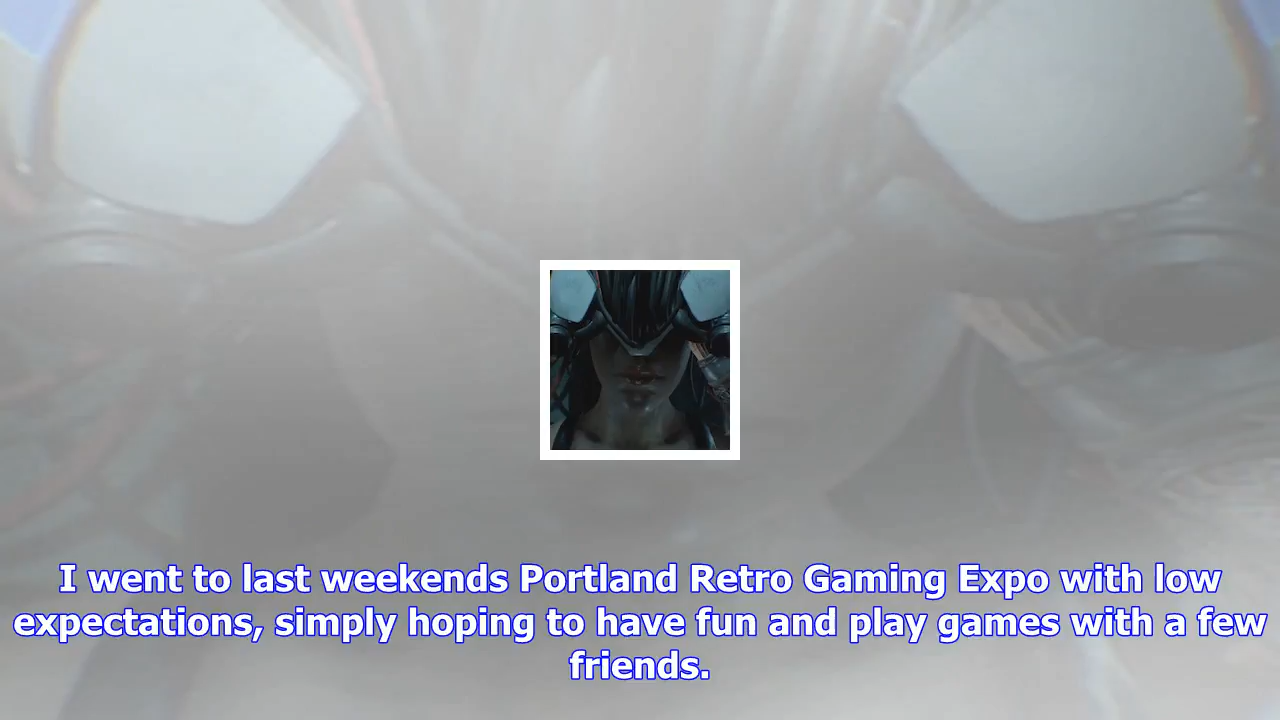 I went to last weekends Portland Retro Gaming Expo with low
expectations, simply hoping to have fun and play games with a few
friends.